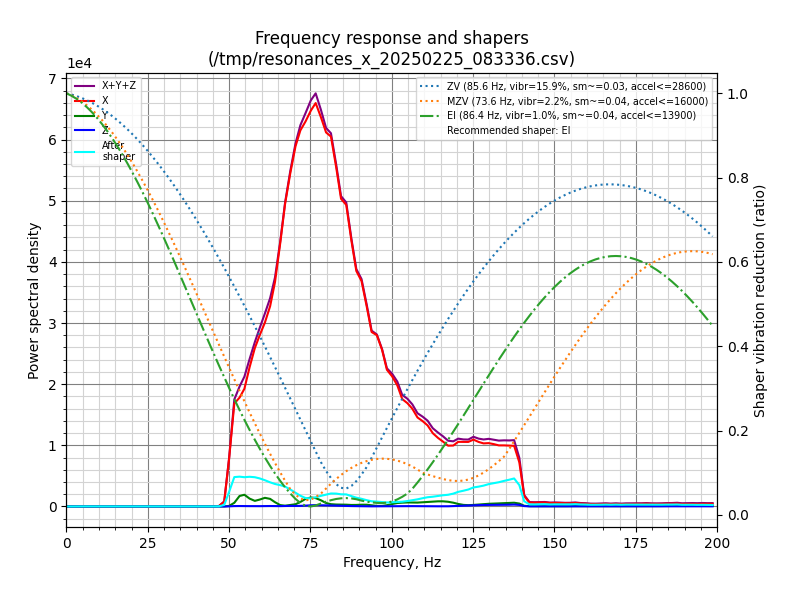 Frequency response and shapers
(/tmp/resonances_x_20250225_083336.csv)
1e4
X+Y+Z
X
Y
Z
After
shaper
ZV (85.6 Hz, vibr=15.9%, sm~=0.03, accel<=28600)
MZV (73.6 Hz, vibr=2.2%, sm~=0.04, accel<=16000)
EI (86.4 Hz, vibr=1.0%, sm~=0.04, accel<=13900)
Recommended shaper: EI
7
6
5
4
3
2
1
0
Power spectral density
1.0
0.8
0.6
0.4
0.2
0.0
Shaper vibration reduction (ratio)
0 25 50 75 100 125 150 175 200
Frequency, Hz